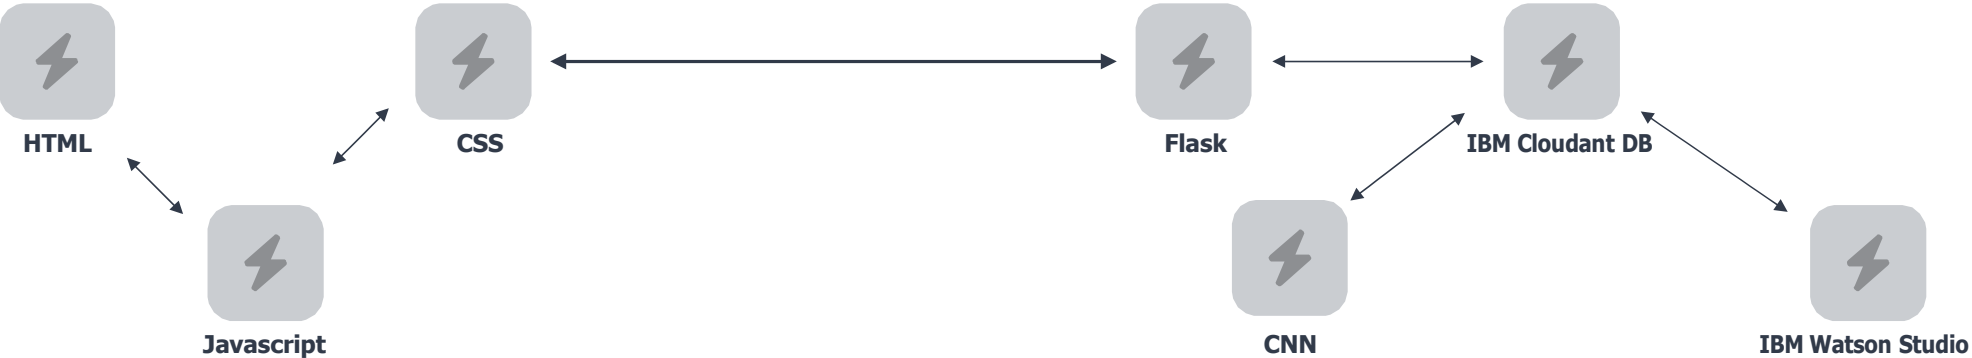 HTML
CSS
Flask
IBM Cloudant DB
Javascript
CNN
IBM Watson Studio